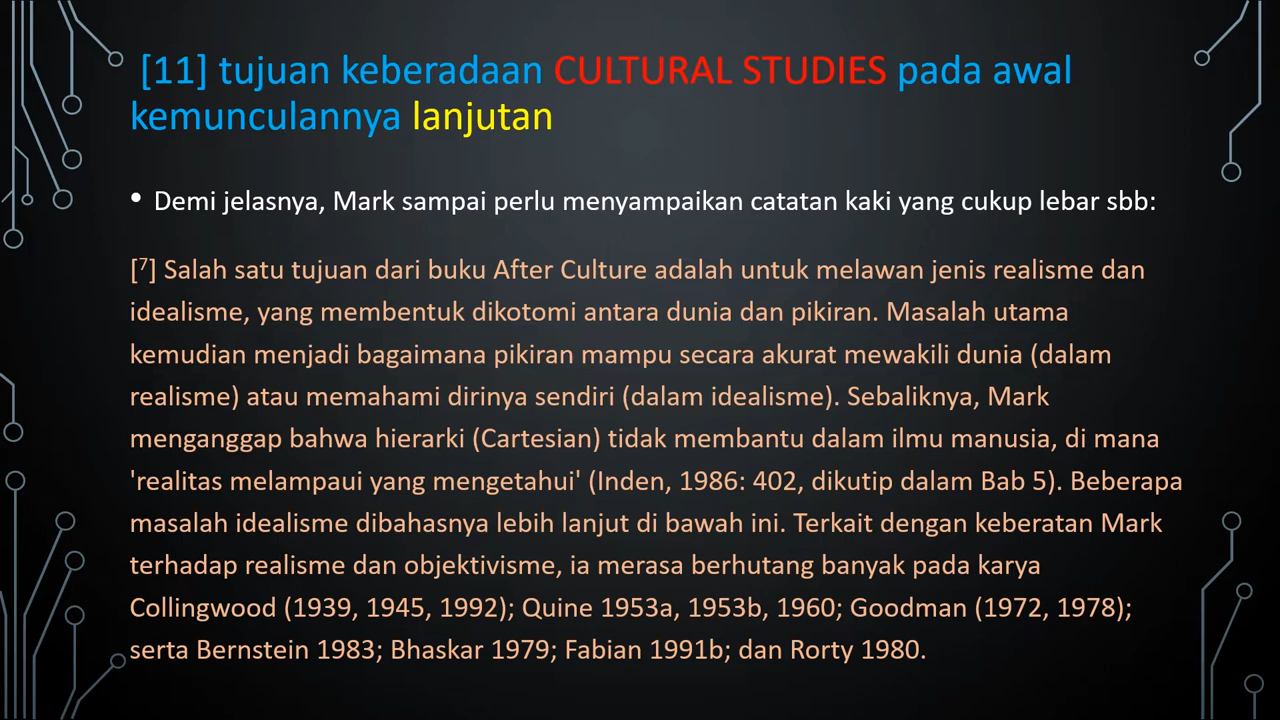 [11] tujuan keberadaan CULTURAL STUDIES pada awal
kemunculannya lanjutan
• Demi jelasnya, Mark sampai perlu menyampaikan catatan kaki yang cukup lebar sbb:
[⁷] Salah satu tujuan dari buku After Culture adalah untuk melawan jenis realisme dan
idealisme, yang membentuk dikotomi antara dunia dan pikiran. Masalah utama
kemudian menjadi bagaimana pikiran mampu secara akurat mewakili dunia (dalam
realisme) atau memahami dirinya sendiri (dalam idealisme). Sebaliknya, Mark
menganggap bahwa hierarki (Cartesian) tidak membantu dalam ilmu manusia, di mana
'realitas melampaui yang mengetahui' (Inden, 1986: 402, dikutip dalam Bab 5). Beberapa
masalah idealisme dibahasnya lebih lanjut di bawah ini. Terkait dengan keberatan Mark
terhadap realisme dan objektivisme, ia merasa berhutang banyak pada karya
Collingwood (1939, 1945, 1992); Quine 1953a, 1953b, 1960; Goodman (1972, 1978);
serta Bernstein 1983; Bhaskar 1979; Fabian 1991b; dan Rorty 1980.